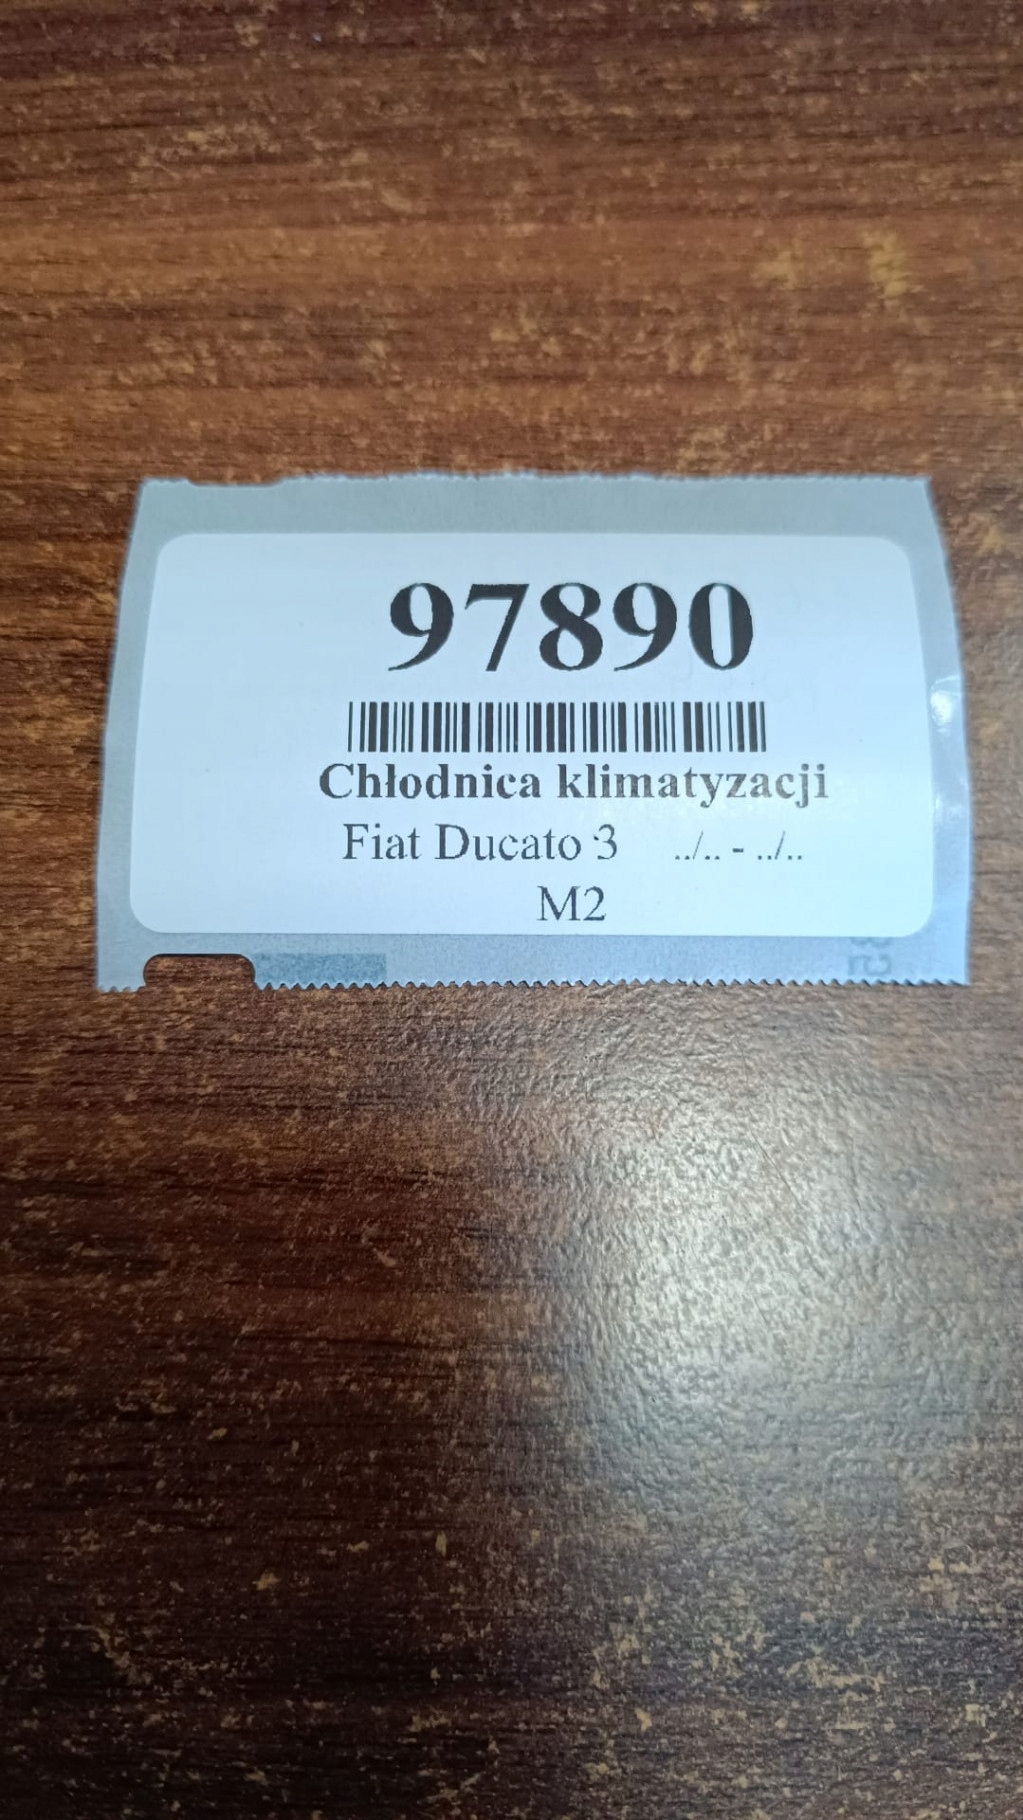 97890
Chłodnica klimatyzacji
Fiat Ducato 3 ../.. - ../..
M2